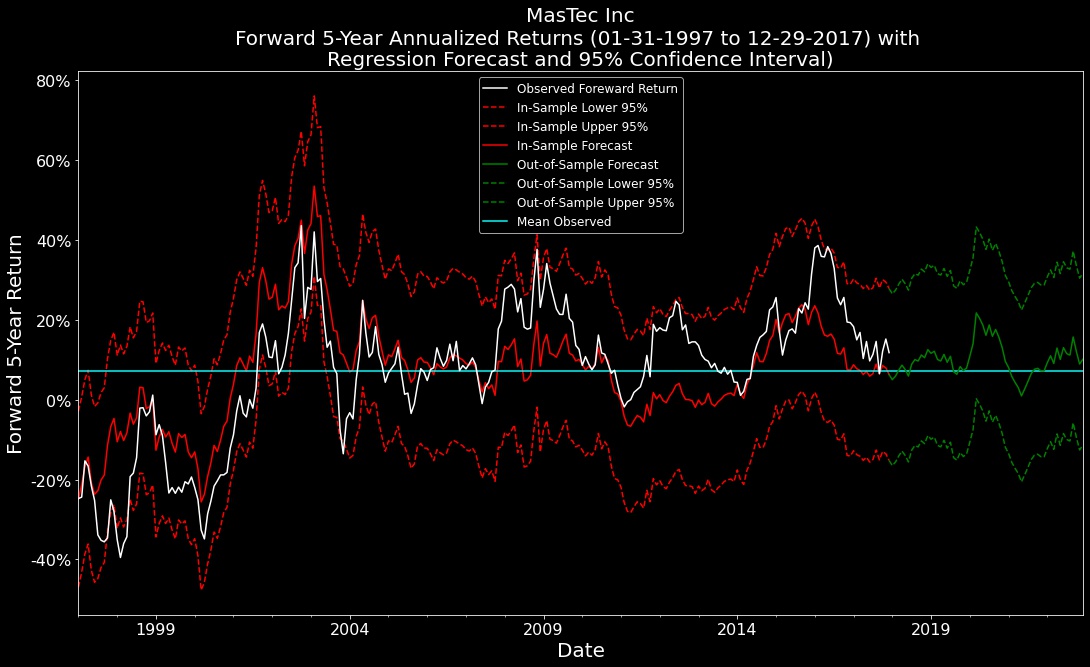 MasTec Inc
Forward 5-Year Annualized Returns (01-31-1997 to 12-29-2017) with
Regression Forecast and 95% Confidence Interval)
80%
60%
40%
20%
0%
-20%
-40%
Forward 5-Year Return
Observed Foreward Return
In-Sample Lower 95%
In-Sample Upper 95%
In-Sample Forecast
Out-of-Sample Forecast
Out-of-Sample Lower 95%
Out-of-Sample Upper 95%
Mean Observed
1999 2004 2009 2014 2019
Date